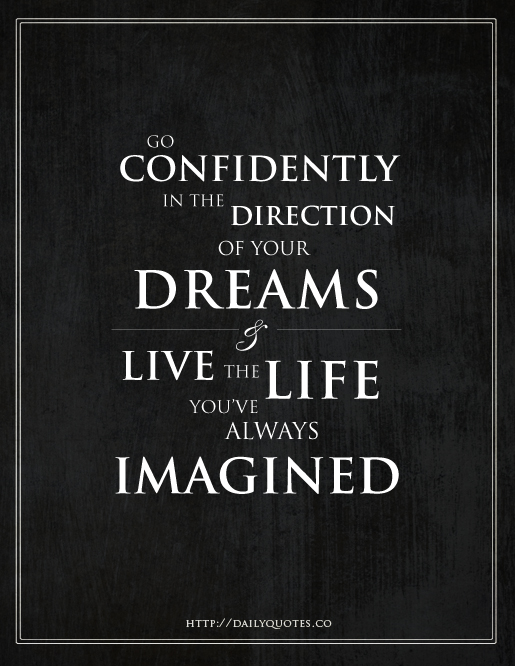 GO
CONFIDENTLY
IN THE DIRECTION
OF YOUR
DREAMS
&
LIVE THE LIFE
YOU'VE
ALWAYS
IMAGINED
HTTP://DAILYQUOTES.CO